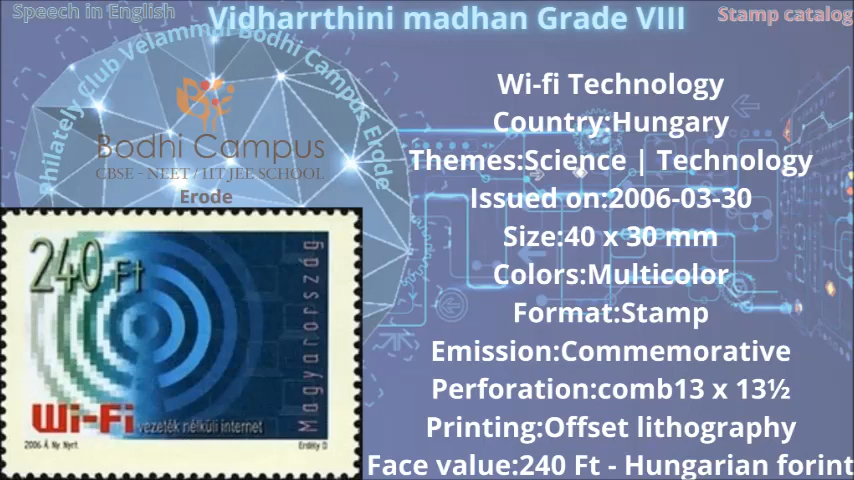 Speech in English
Vidharrthini madhan Grade VIII
Stamp catalog
Philately Club Velammal Bodhi Campus, Erode
Bodhi Campus
CBSE - NEET / IIT JEE SCHOOL
Erode
Wi-fi Technology
Country:Hungary
Themes:Science | Technology
Issued on:2006-03-30
Size:40 x 30 mm
Colors:Multicolor
Format:Stamp
Emission:Commemorative
Perforation:comb13 x 13½
Printing:Offset lithography
Face value:240 Ft - Hungarian forint
240 Ft
Magyarország
Wi-Fi vezeték nélküli internet
2006 Á. Ny. Nyrt.
Erdély D